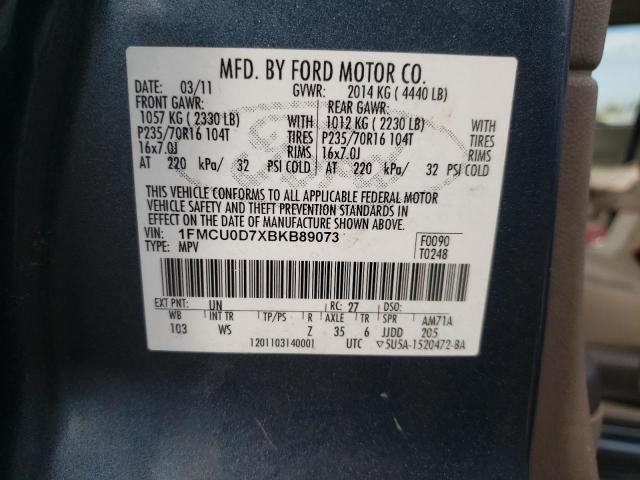 MFD. BY FORD MOTOR CO.
DATE: 03/11 GVWR: 2014 KG ( 4440 LB)
FRONT GAWR: REAR GAWR:
1057 KG ( 2330 LB) WITH 1012 KG ( 2230 LB) WITH
P235/70R16 104T TIRES P235/70R16 104T TIRES
16x7.0J RIMS 16x7.0J RIMS
AT 220 kPa/ 32 PSI COLD AT 220 kPa/ 32 PSI COLD
THIS VEHICLE CONFORMS TO ALL APPLICABLE FEDERAL MOTOR
VEHICLE SAFETY AND THEFT PREVENTION STANDARDS IN
EFFECT ON THE DATE OF MANUFACTURE SHOWN ABOVE.
VIN: 1FMCU0D7XBKB89073 F0090
TYPE: MPV T0248
EXT PNT: UN RC: 27 DSO:
WB INT TR TP/PS R AXLE TR SPR AM71A
103 WS Z 35 6 JJDD 205
1201103140001 UTC ▽5U5A-1520472-BA